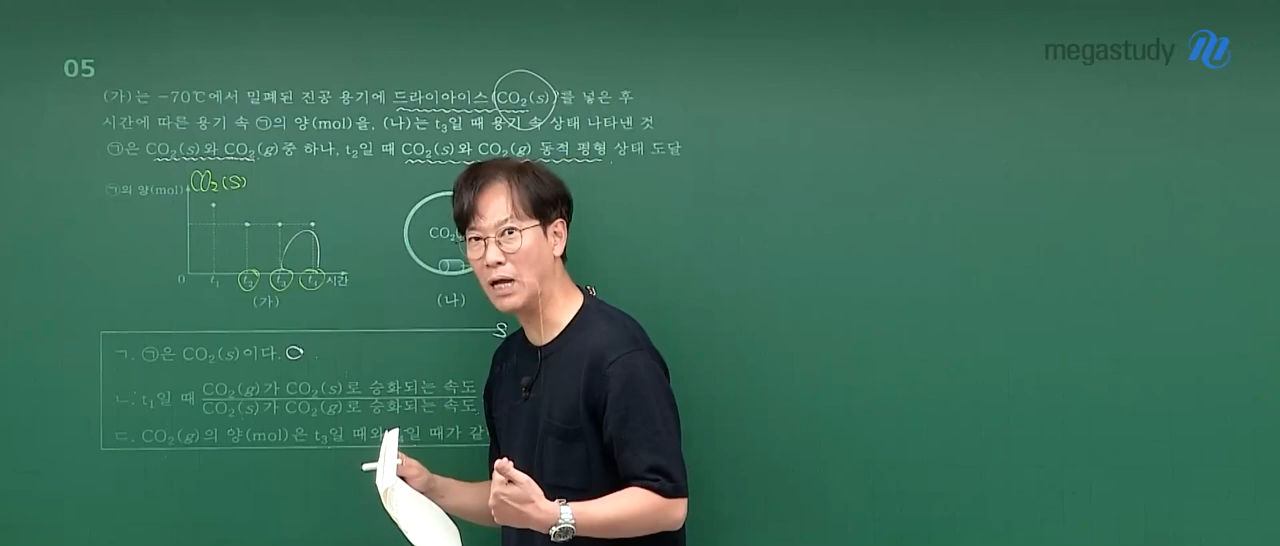 megastudy
05
(가)는 -70℃에서 밀폐된 진공 용기에 드라이아이스(CO₂(s))를 넣은 후
시간에 따른 용기 속 ㉠의 양(mol)을, (나)는 t₃일 때 용기 속 상태 나타낸 것
㉠은 CO₂(s)와 CO₂(g)중 하나, t₂일 때 CO₂(s)와 CO₂(g) 동적 평형 상태 도달
㉠의 양(mol) CO₂(s)
CO₂
0 t₁ t₂ t₃ 시간
(가) (나)
ㄱ. ㉠은 CO₂(s)이다. O
ㄴ. t₁일 때 CO₂(g)가 CO₂(s)로 승화되는 속도
CO₂(s)가 CO₂(g)로 승화되는 속도
ㄷ. CO₂(g)의 양(mol)은 t₃일 때와 일 때가 같